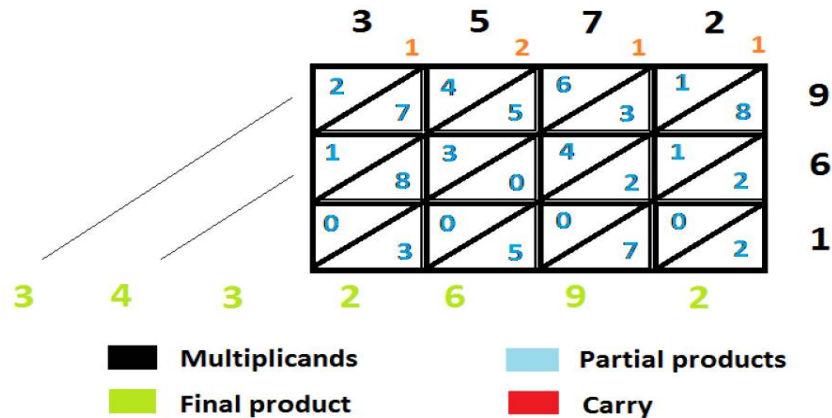 3 5 7 2
1 2 1 1
2 4 6 1
7 5 3 8 9
1 3 4 1
8 0 2 2 6
0 0 0 0
3 5 7 2 1
3 4 3 2 6 9 2
Multiplicands Partial products
Final product Carry